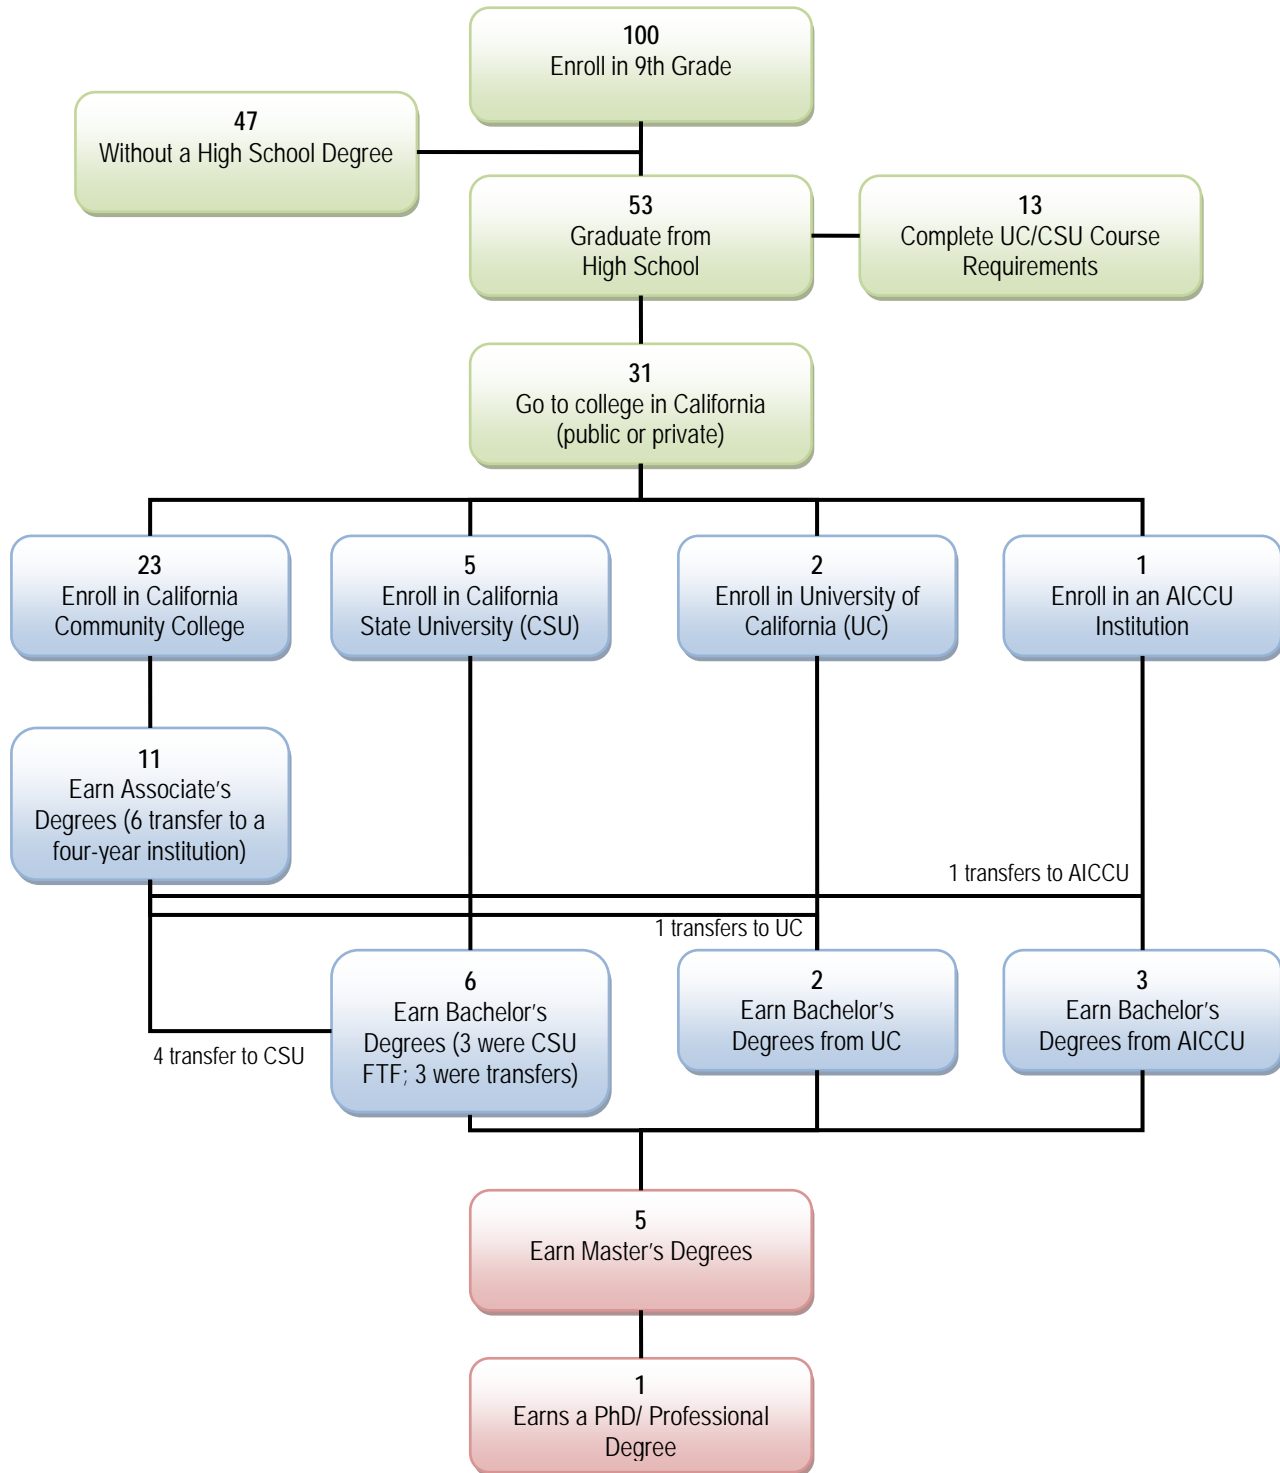 100
Enroll in 9th Grade
47
Without a High School Degree
53
Graduate from
High School
13
Complete UC/CSU Course
Requirements
31
Go to college in California
(public or private)
23
Enroll in California
Community College
5
Enroll in California
State University (CSU)
2
Enroll in University of
California (UC)
1
Enroll in an AICCU
Institution
11
Earn Associate's
Degrees (6 transfer to a
four-year institution)
1 transfers to AICCU
1 transfers to UC
4 transfer to CSU
6
Earn Bachelor's
Degrees (3 were CSU
FTF; 3 were transfers)
2
Earn Bachelor's
Degrees from UC
3
Earn Bachelor's
Degrees from AICCU
5
Earn Master's Degrees
1
Earns a PhD/ Professional
Degree